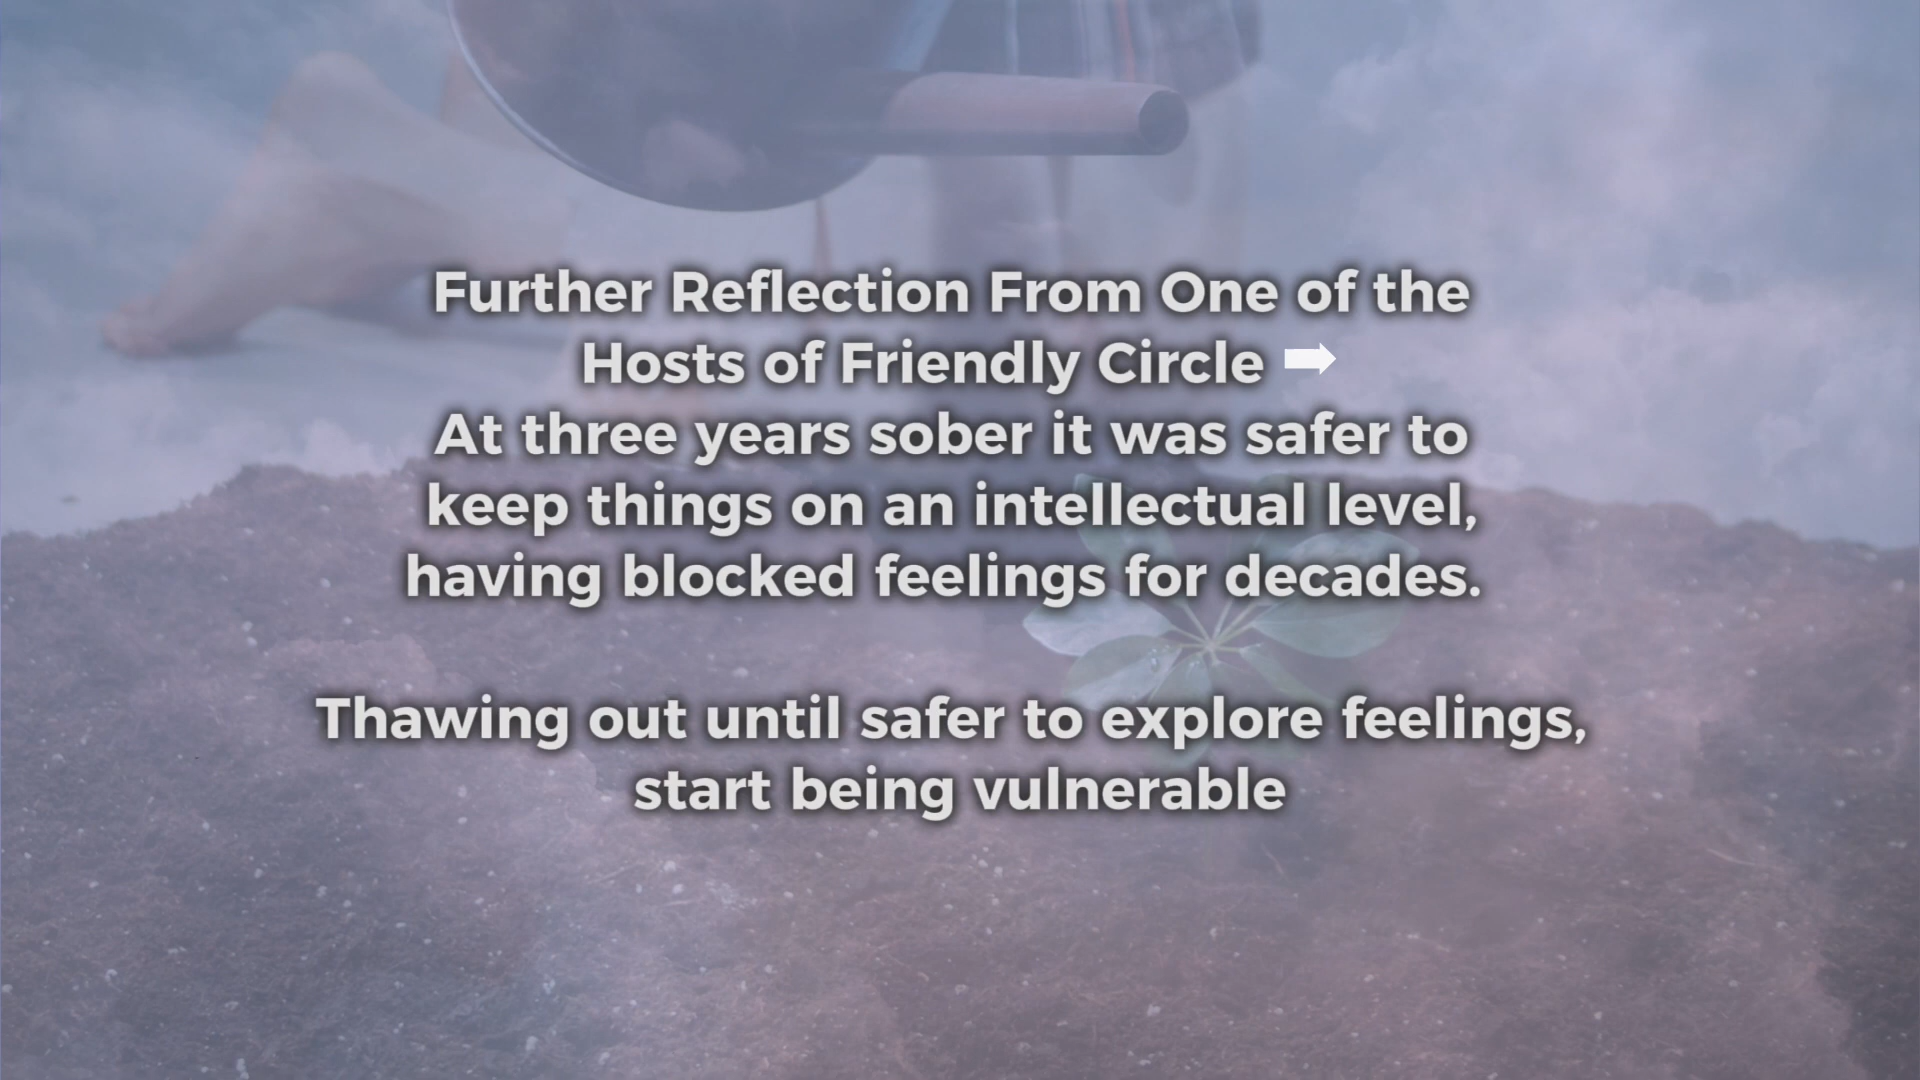 Further Reflection From One of the
Hosts of Friendly Circle ➡
At three years sober it was safer to
keep things on an intellectual level,
having blocked feelings for decades.
Thawing out until safer to explore feelings,
start being vulnerable